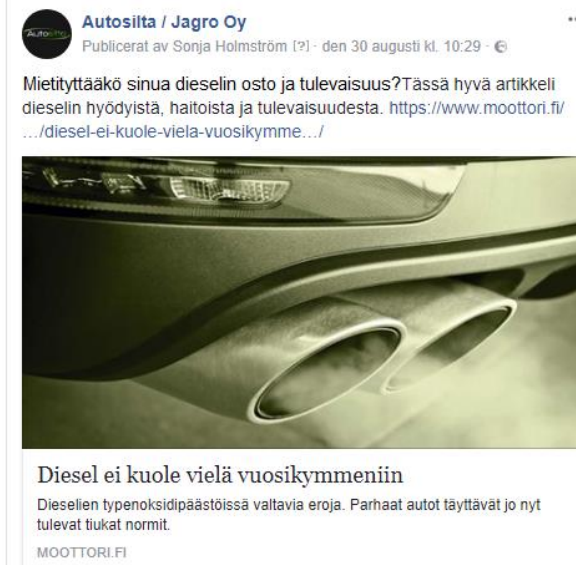 Autosilta / Jagro Oy
Publicerat av Sonja Holmström [?] · den 30 augusti kl. 10:29 ·
Mietityttääkö sinua dieselin osto ja tulevaisuus?Tässä hyvä artikkeli
dieselin hyödyistä, haitoista ja tulevaisuudesta. https://www.moottori.fi/
…/diesel-ei-kuole-viela-vuosikymme…/
Diesel ei kuole vielä vuosikymmeniin
Dieselien typenoksidipäästöissä valtavia eroja. Parhaat autot täyttävät jo nyt
tulevat tiukat normit.
MOOTTORI.FI